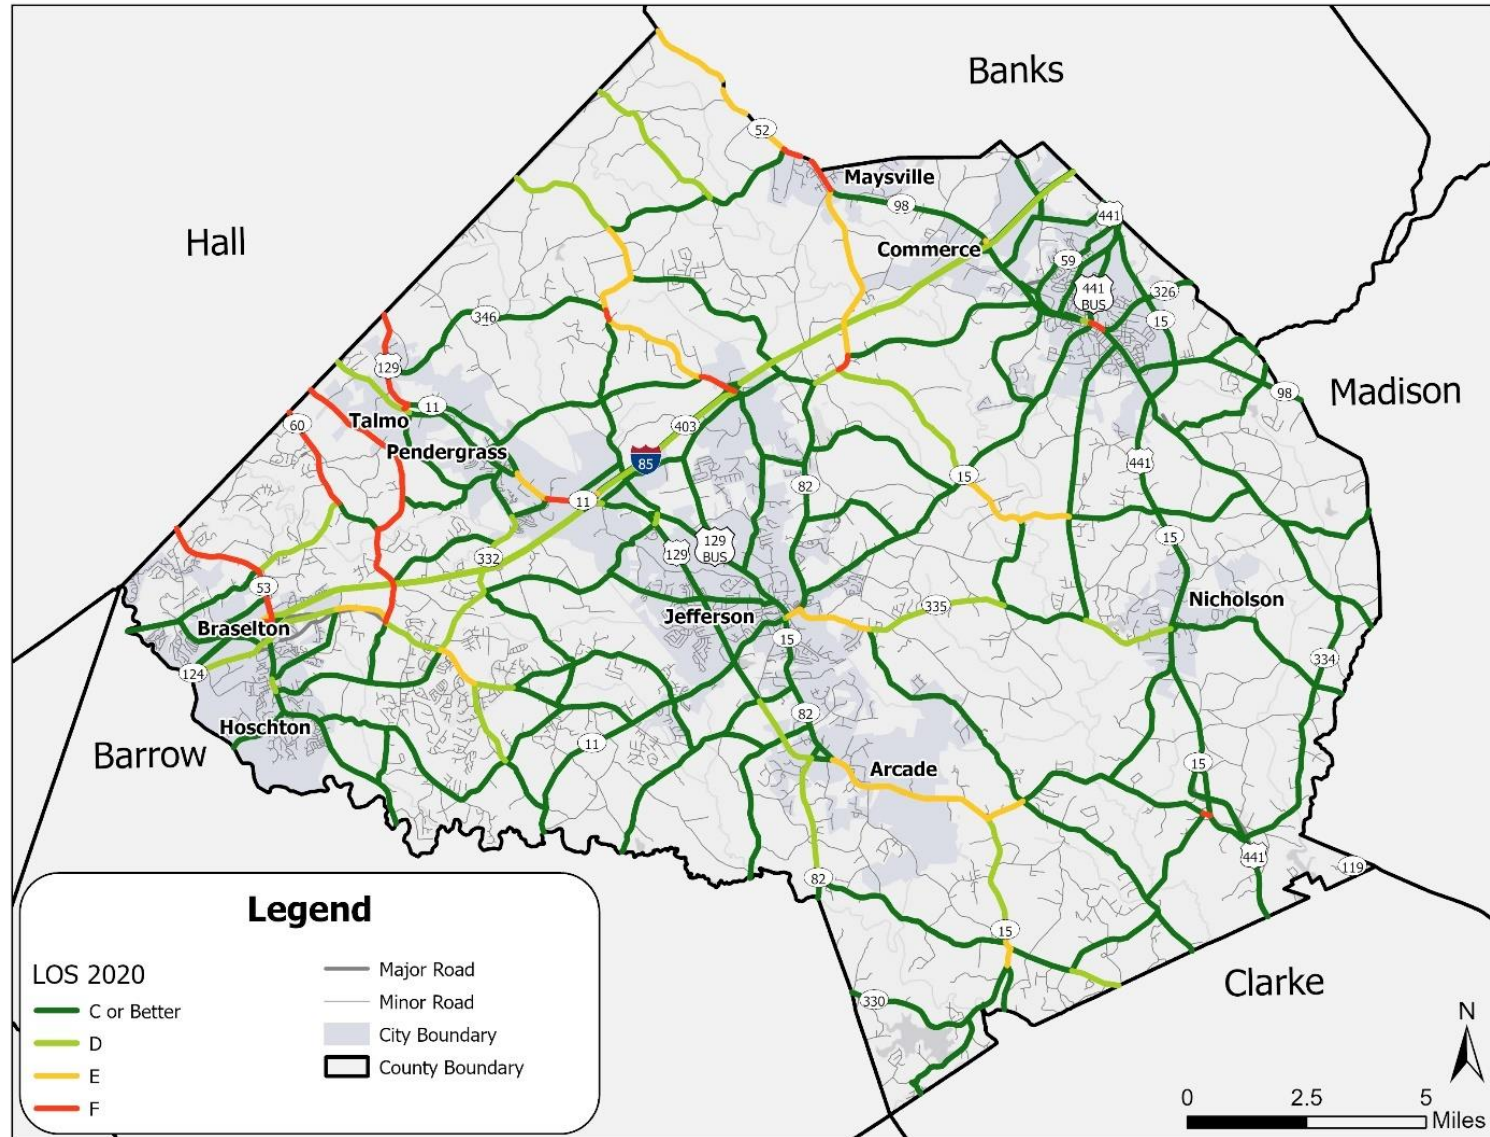 Banks
52
Maysville
98
441
Hall
Commerce
59
441
BUS
326
346
15
129
Madison
98
11
Talmo
60
403
Pendergrass
441
85
15
82
11
15
129
BUS
129
332
53
Nicholson
335
Jefferson
Braselton
15
334
124
82
Hoschton
11
Barrow
15
Arcade
441
119
82
Legend
15
LOS 2020
Major Road
Clarke
C or Better
Minor Road
330
N
D
City Boundary
E
County Boundary
0 2.5 5
F
Miles